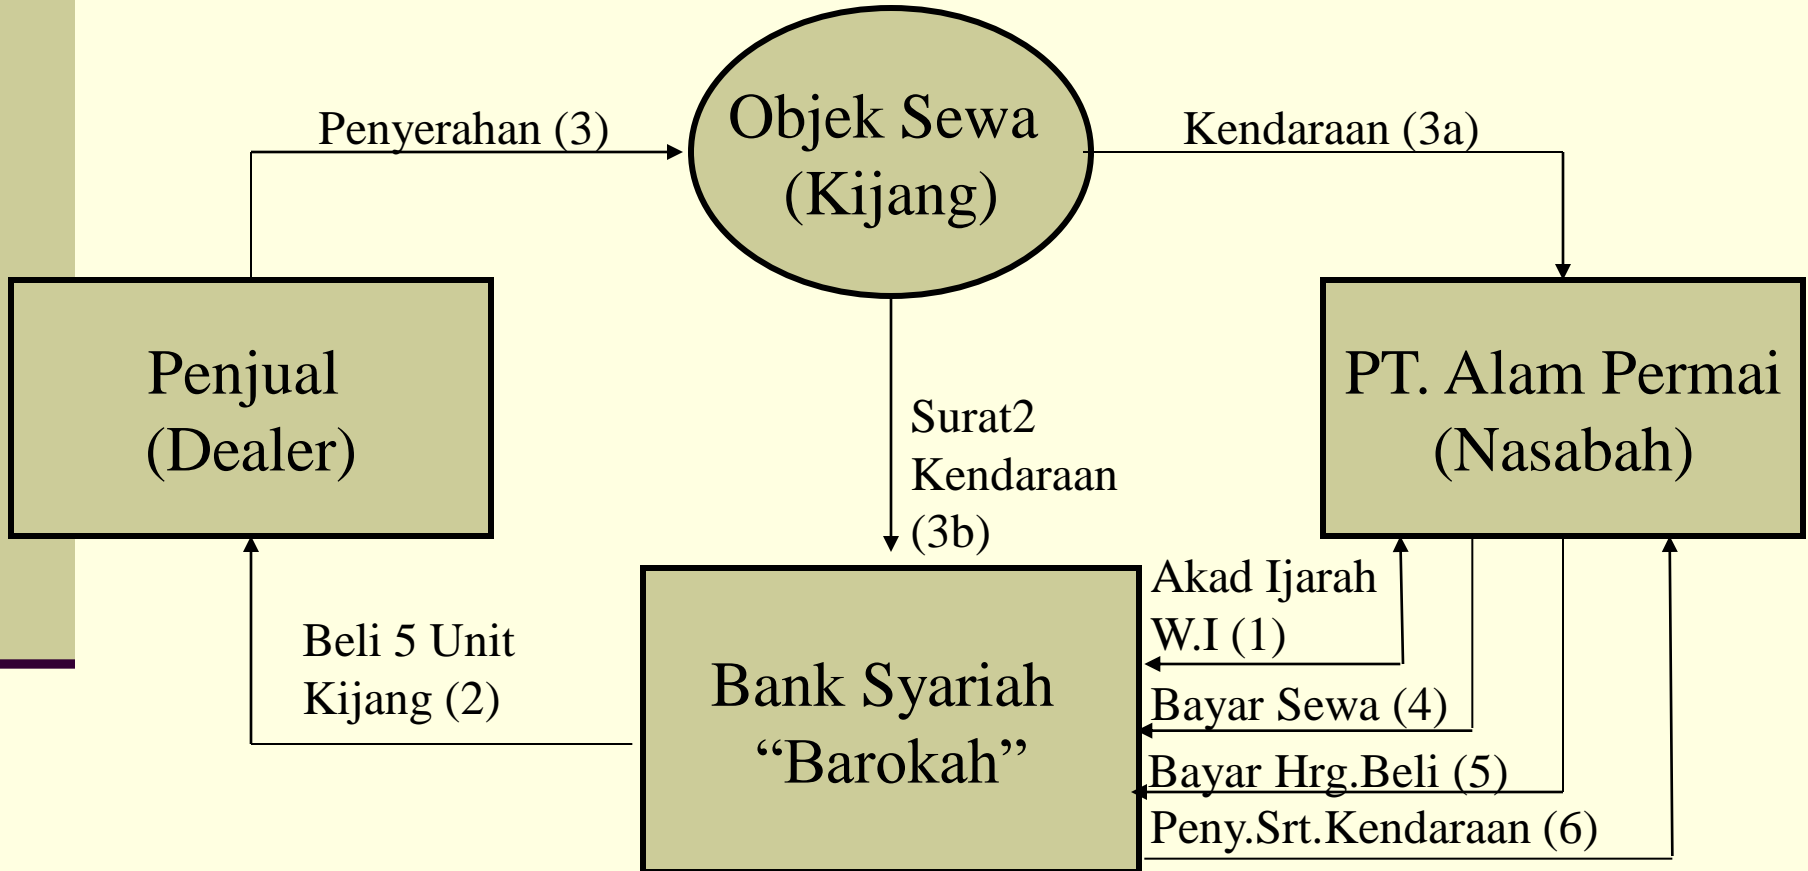 Objek Sewa
(Kijang)
Penyerahan (3)
Kendaraan (3a)
Penjual
(Dealer)
PT. Alam Permai
(Nasabah)
Surat2
Kendaraan
(3b)
Beli 5 Unit
Kijang (2)
Bank Syariah
“Barokah”
Akad Ijarah
W.I (1)
Bayar Sewa (4)
Bayar Hrg.Beli (5)
Peny.Srt.Kendaraan (6)